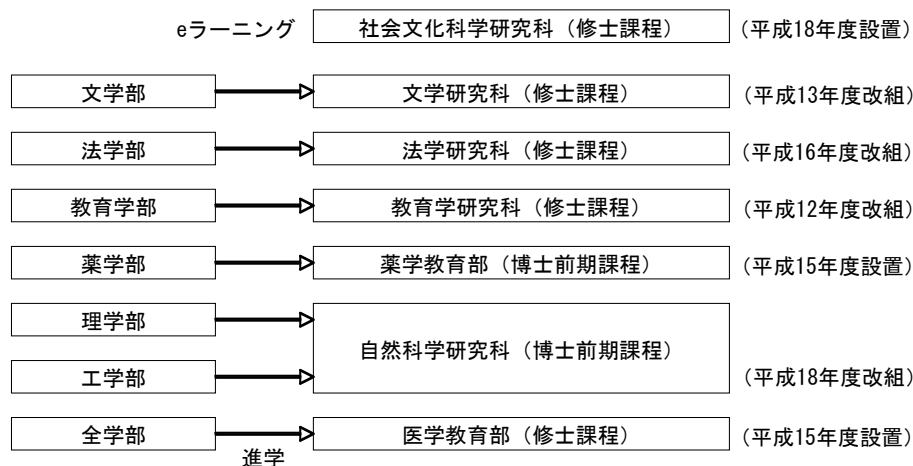 eラーニング 社会文化科学研究科（修士課程） （平成18年度設置）
文学部 文学研究科（修士課程） （平成13年度改組）
法学部 法学研究科（修士課程） （平成16年度改組）
教育学部 教育学研究科（修士課程） （平成12年度改組）
薬学部 薬学教育部（博士前期課程） （平成15年度設置）
理学部
自然科学研究科（博士前期課程）
工学部 （平成18年度改組）
全学部 医学教育部（修士課程） （平成15年度設置）
進学